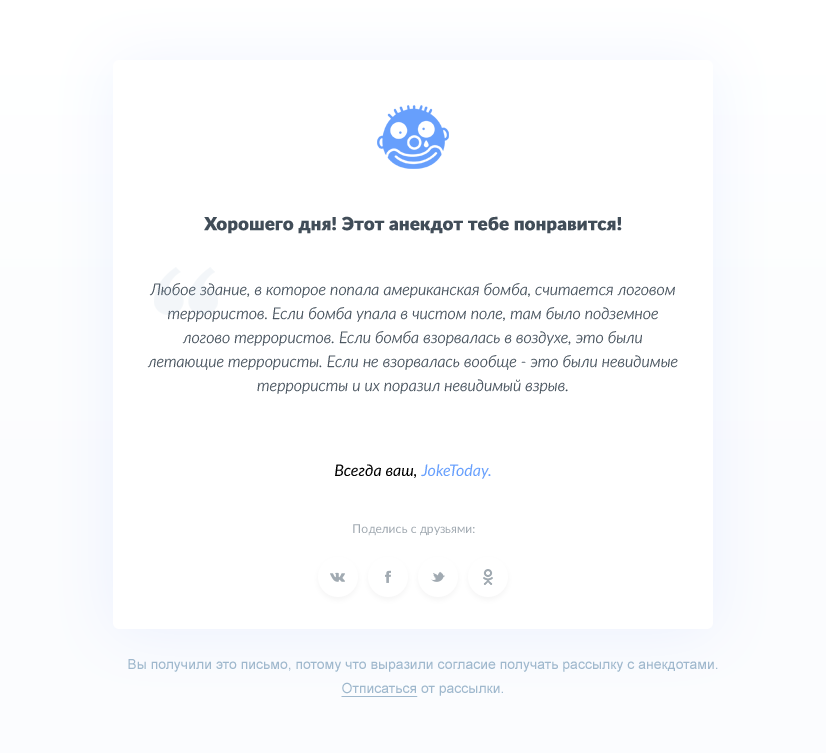 Хорошего дня! Этот анекдот тебе понравится!
Любое здание, в которое попала американская бомба, считается логовом
террористов. Если бомба упала в чистом поле, там было подземное
логово террористов. Если бомба взорвалась в воздухе, это были
летающие террористы. Если не взорвалась вообще - это были невидимые
террористы и их поразил невидимый взрыв.
Всегда ваш, JokeToday.
Поделись с друзьями:
Вы получили это письмо, потому что выразили согласие получать рассылку с анекдотами.
Отписаться от рассылки.